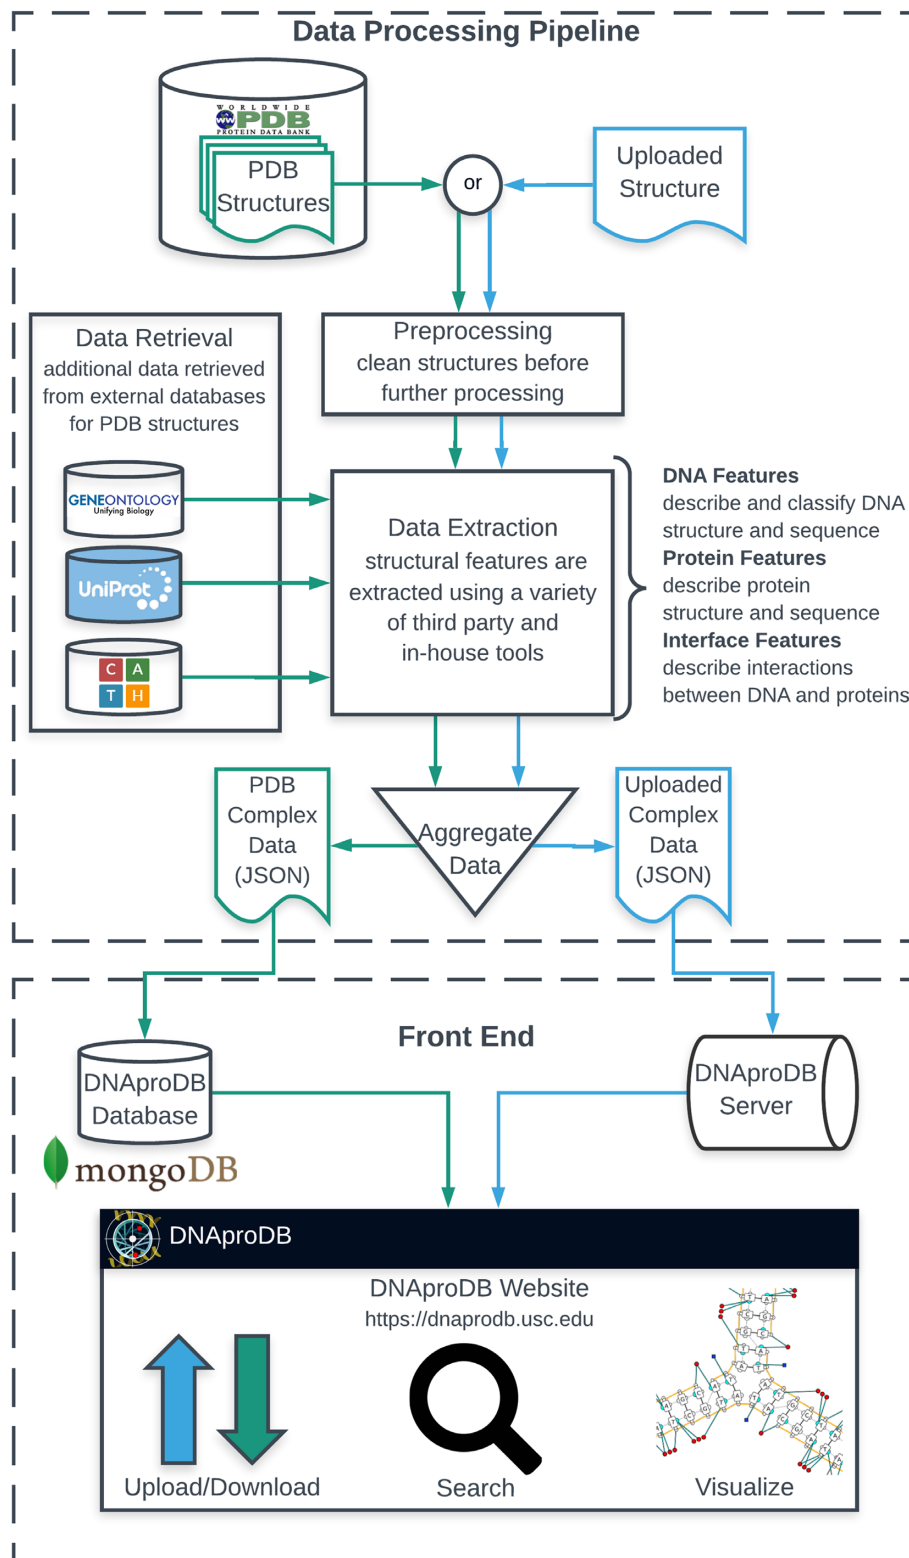 Data Processing Pipeline
WORLDWIDE
PDB
PROTEIN DATA BANK
PDB
Structures
or
Uploaded
Structure
Data Retrieval
additional data retrieved
from external databases
for PDB structures
Preprocessing
clean structures before
further processing
GENEONTOLOGY
Unifying Biology
UniProt
C A
T H
Data Extraction
structural features are
extracted using a variety
of third party and
in-house tools
DNA Features
describe and classify DNA
structure and sequence
Protein Features
describe protein
structure and sequence
Interface Features
describe interactions
between DNA and proteins
PDB
Complex
Data
(JSON)
Aggregate
Data
Uploaded
Complex
Data
(JSON)
Front End
DNAproDB
Database
mongoDB
DNAproDB
Server
DNAproDB
DNAproDB Website
https://dnaprodb.usc.edu
Upload/Download
Search
Visualize